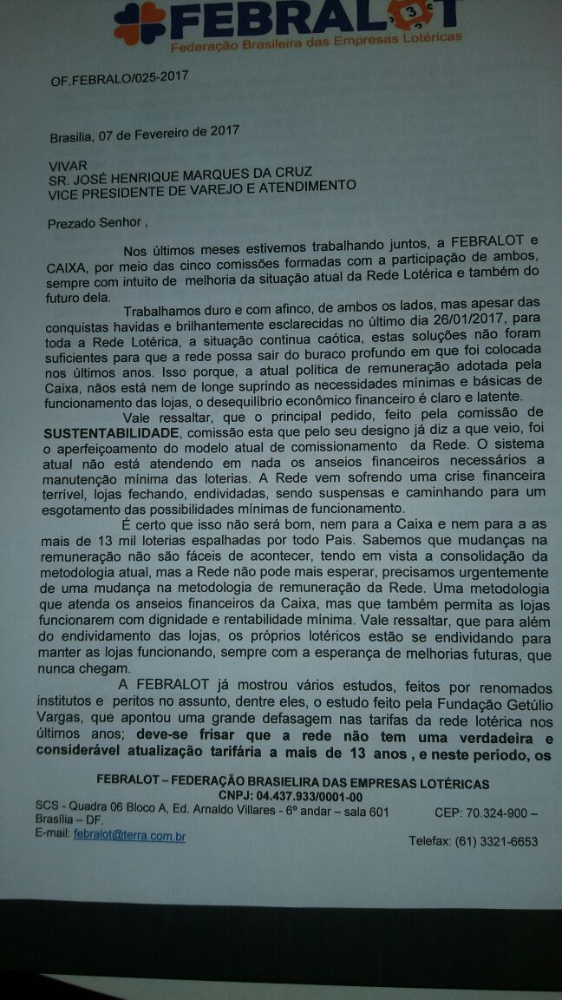 FEBRALOT
3
Federação Brasileira das Empresas Lotéricas
OF.FEBRALO/025-2017
Brasilia, 07 de Fevereiro de 2017
VIVAR
SR. JOSÉ HENRIQUE MARQUES DA CRUZ
VICE PRESIDENTE DE VAREJO E ATENDIMENTO
Prezado Senhor ,
Nos últimos meses estivemos trabalhando juntos, a FEBRALOT e
CAIXA, por meio das cinco comissões formadas com a participação de ambos,
sempre com intuito de melhoria da situação atual da Rede Lotérica e também do
futuro dela.
Trabalhamos duro e com afinco, de ambos os lados, mas apesar das
conquistas havidas e brilhantemente esclarecidas no último dia 26/01/2017, para
toda a Rede Lotérica, a situação continua caótica, estas soluções não foram
suficientes para que a rede possa sair do buraco profundo em que foi colocada
nos últimos anos. Isso porque, a atual política de remuneração adotada pela
Caixa, nãos está nem de longe suprindo as necessidades mínimas e básicas de
funcionamento das lojas, o desequilíbrio econômico financeiro é claro e latente.
Vale ressaltar, que o principal pedido, feito pela comissão de
SUSTENTABILIDADE, comissão esta que pelo seu designo já diz a que veio, foi
o aperfeiçoamento do modelo atual de comissionamento da Rede. O sistema
atual não está atendendo em nada os anseios financeiros necessários a
manutenção mínima das loterias. A Rede vem sofrendo uma crise financeira
terrível, lojas fechando, endividadas, sendo suspensas e caminhando para um
esgotamento das possibilidades mínimas de funcionamento.
É certo que isso não será bom, nem para a Caixa e nem para a as
mais de 13 mil loterias espalhadas por todo Pais. Sabemos que mudanças na
remuneração não são fáceis de acontecer, tendo em vista a consolidação da
metodologia atual, mas a Rede não pode mais esperar, precisamos urgentemente
de uma mudança na metodologia de remuneração da Rede. Uma metodologia
que atenda os anseios financeiros da Caixa, mas que também permita as lojas
funcionarem com dignidade e rentabilidade mínima. Vale ressaltar, que para além
do endividamento das lojas, os próprios lotéricos estão se endividando para
manter as lojas funcionando, sempre com a esperança de melhorias futuras, que
nunca chegam.
A FEBRALOT já mostrou vários estudos, feitos por renomados
institutos e peritos no assunto, dentre eles, o estudo feito pela Fundação Getúlio
Vargas, que apontou uma grande defasagem nas tarifas da rede lotérica nos
últimos anos; deve-se frisar que a rede não tem uma verdadeira e
considerável atualização tarifária a mais de 13 anos , e neste período, os
FEBRALOT – FEDERAÇÃO BRASIELIRA DAS EMPRESAS LOTÉRICAS
CNPJ: 04.437.933/0001-00
SCS - Quadra 06 Bloco A, Ed. Arnaldo Villares - 6º andar – sala 601 CEP: 70.324-900 –
Brasília – DF.
E-mail: febralot@terra.com.br Telefax: (61) 3321-6653